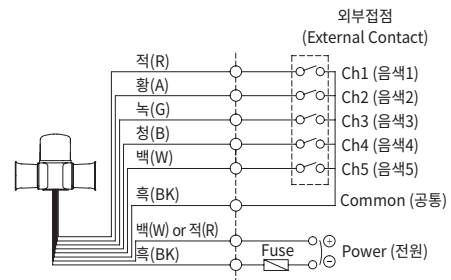 외부접점
(External Contact)
적(R)
Ch1 (음색1)
황(A)
Ch2 (음색2)
녹(G)
Ch3 (음색3)
청(B)
Ch4 (음색4)
백(W)
Ch5 (음색5)
흑(BK)
Common (공통)
백(W) or 적(R)
흑(BK)
Fuse
⊕
⊖
Power (전원)